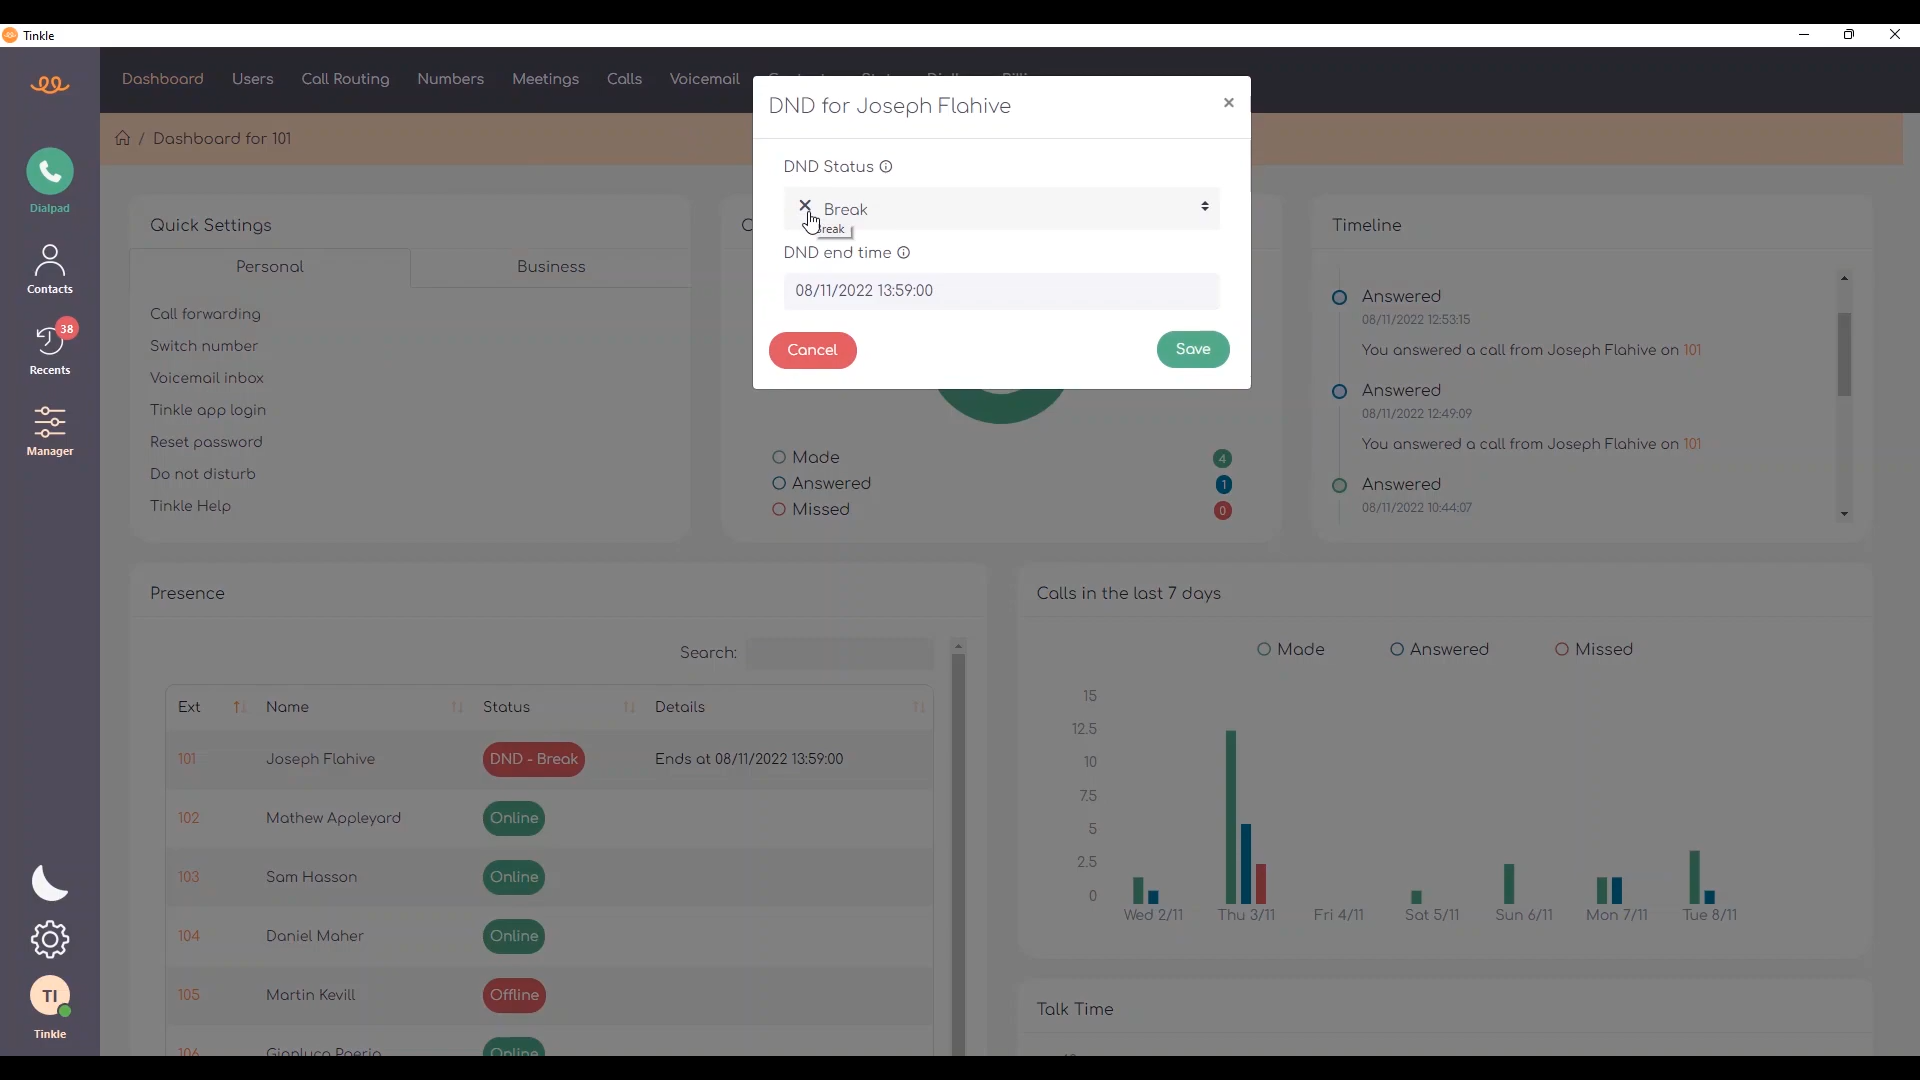 Tinkle
Dashboard Users Call Routing Numbers Meetings Calls Voicemail
DND for Joseph Flahive
×
/ Dashboard for 101
DND Status
Break
DND end time
08/11/2022 13:59:00
Cancel Save
Dialpad
Contacts
38
Recents
Manager
TI
Tinkle
Quick Settings
Personal Business
Call forwarding
Switch number
Voicemail inbox
Tinkle app login
Reset password
Do not disturb
Tinkle Help
Made 4
Answered 1
Missed 0
Timeline
Answered
08/11/2022 12:53:15
You answered a call from Joseph Flahive on 101
Answered
08/11/2022 12:49:09
You answered a call from Joseph Flahive on 101
Answered
08/11/2022 10:44:07
Presence
Search:
Ext Name Status Details
101 Joseph Flahive DND - Break Ends at 08/11/2022 13:59:00
102 Mathew Appleyard Online
103 Sam Hasson Online
104 Daniel Maher Online
105 Martin Kevill Offline
106 Gianluca Paeria Online
Calls in the last 7 days
Made Answered Missed
15
12.5
10
7.5
5
2.5
0
Wed 2/11 Thu 3/11 Fri 4/11 Sat 5/11 Sun 6/11 Mon 7/11 Tue 8/11
Talk Time